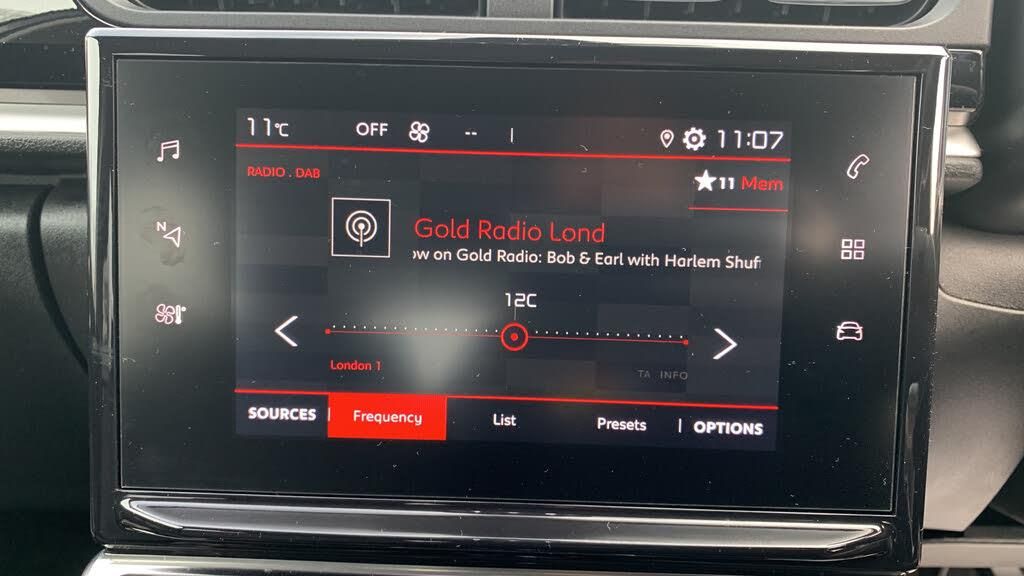 11°C OFF -- | 11:07
RADIO . DAB
★11 Mem
Gold Radio Lond
ow on Gold Radio: Bob & Earl with Harlem Shuf
12C
London 1
TA INFO
SOURCES | Frequency List Presets | OPTIONS
N